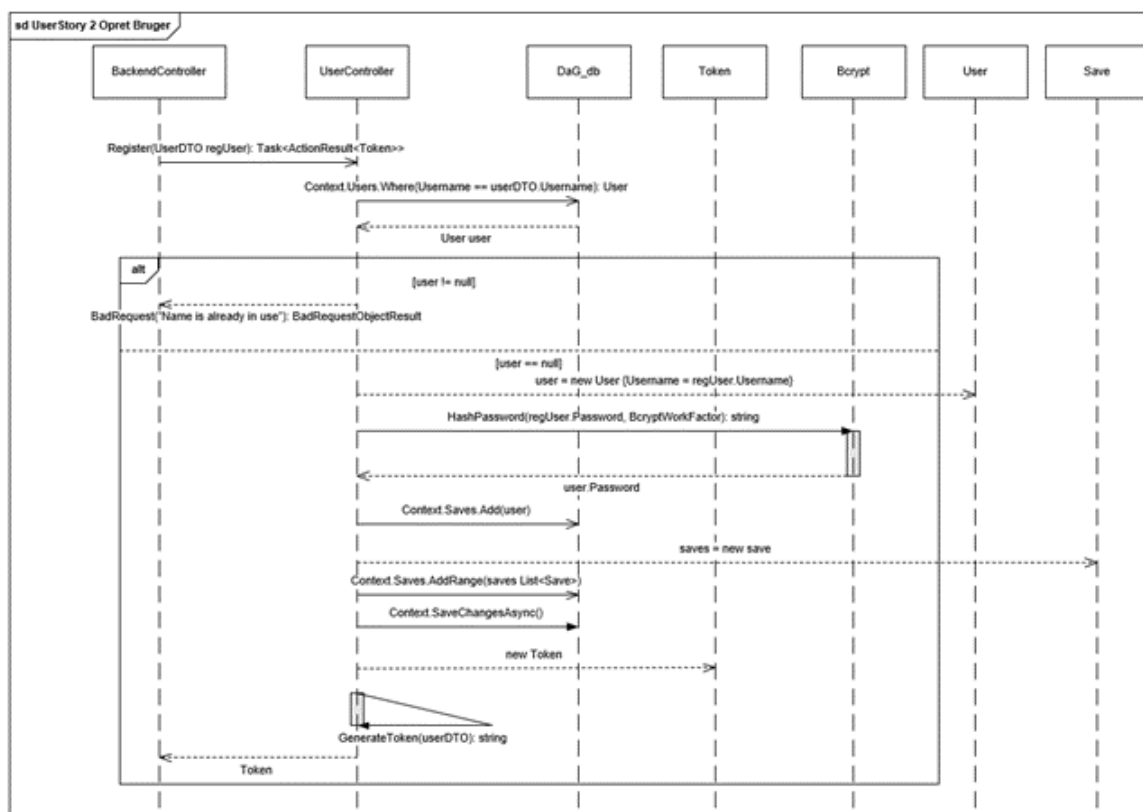 sd UserStory 2 Opret Bruger
BackendController
UserController
DaG_db
Token
Bcrypt
User
Save
Register(UserDTO regUser): Task<ActionResult<Token>>
Context.Users.Where(Username == userDTO.Username): User
User user
alt
[user != null]
BadRequest("Name is already in use"): BadRequestObjectResult
[user == null]
user = new User {Username = regUser.Username}
HashPassword(regUser.Password, BcryptWorkFactor): string
user.Password
Context.Saves.Add(user)
saves = new save
Context.Saves.AddRange(saves List<Save>)
Context.SaveChangesAsync()
new Token
GenerateToken(userDTO): string
Token